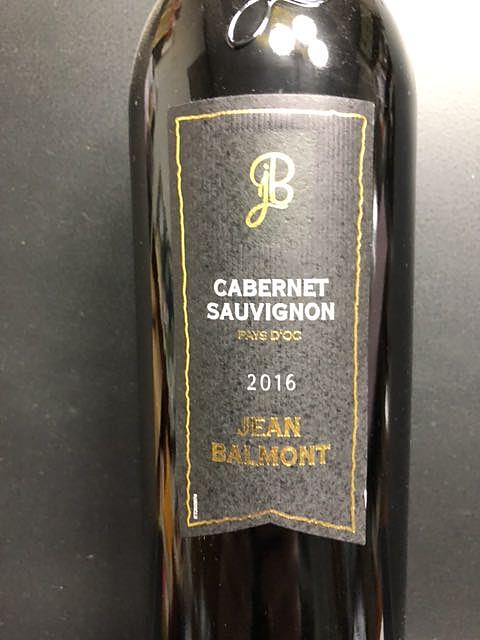 JB
CABERNET
SAUVIGNON
PAYS D'OC
2016
JEAN
BALMONT